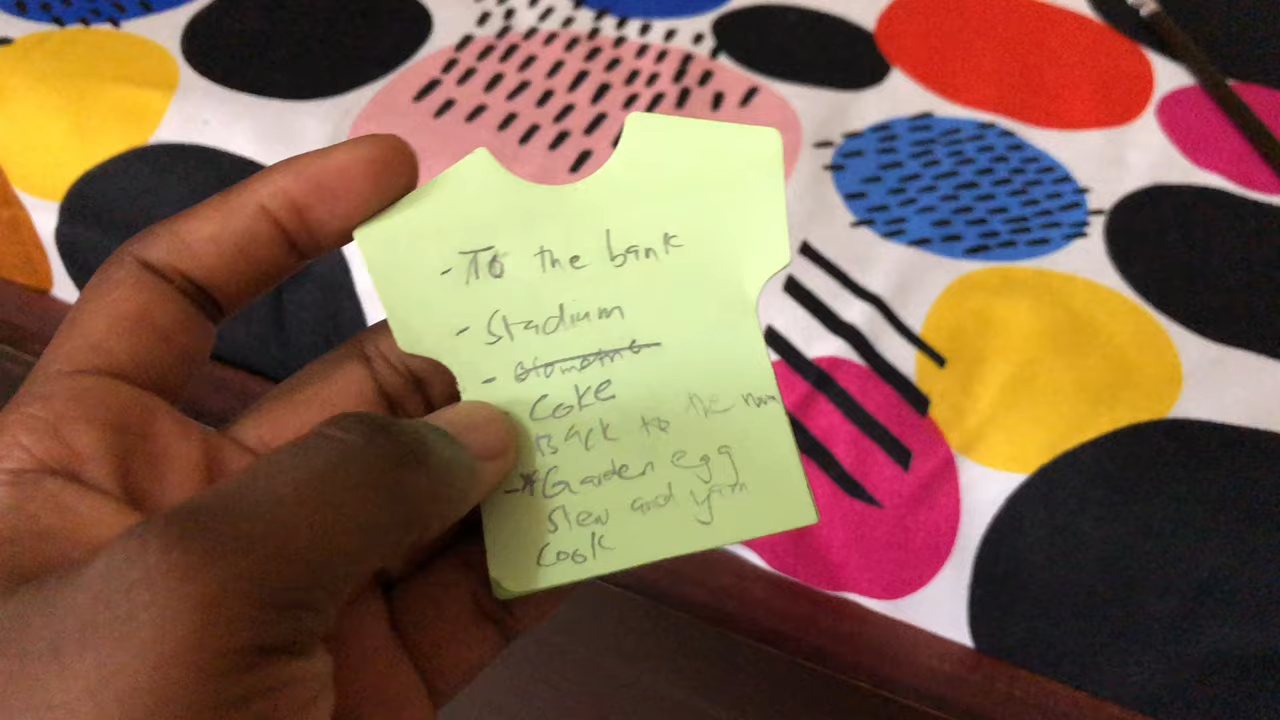 - To the bank
- Stadium
-
Coke
Back to the
-*Garden egg
Stew and yam
Cook